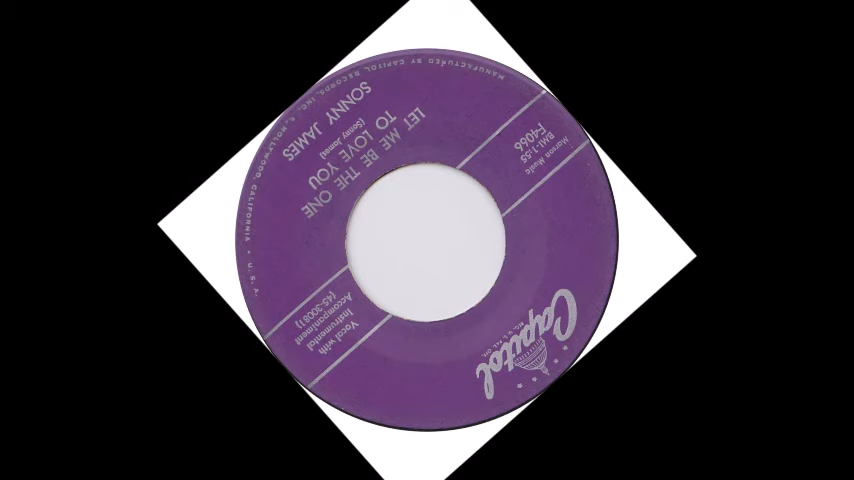 Capitol
REG. U.S. PAT. OFF.
Marson Music
BMI-1:55
F4066
Vocal with
Instrumental
Accompaniment
(45-30081)
LET ME BE THE ONE
TO LOVE YOU
(Sonny James)
SONNY JAMES
MANUFACTURED BY CAPITOL RECORDS, INC. HOLLYWOOD, CALIFORNIA • U.S.A.